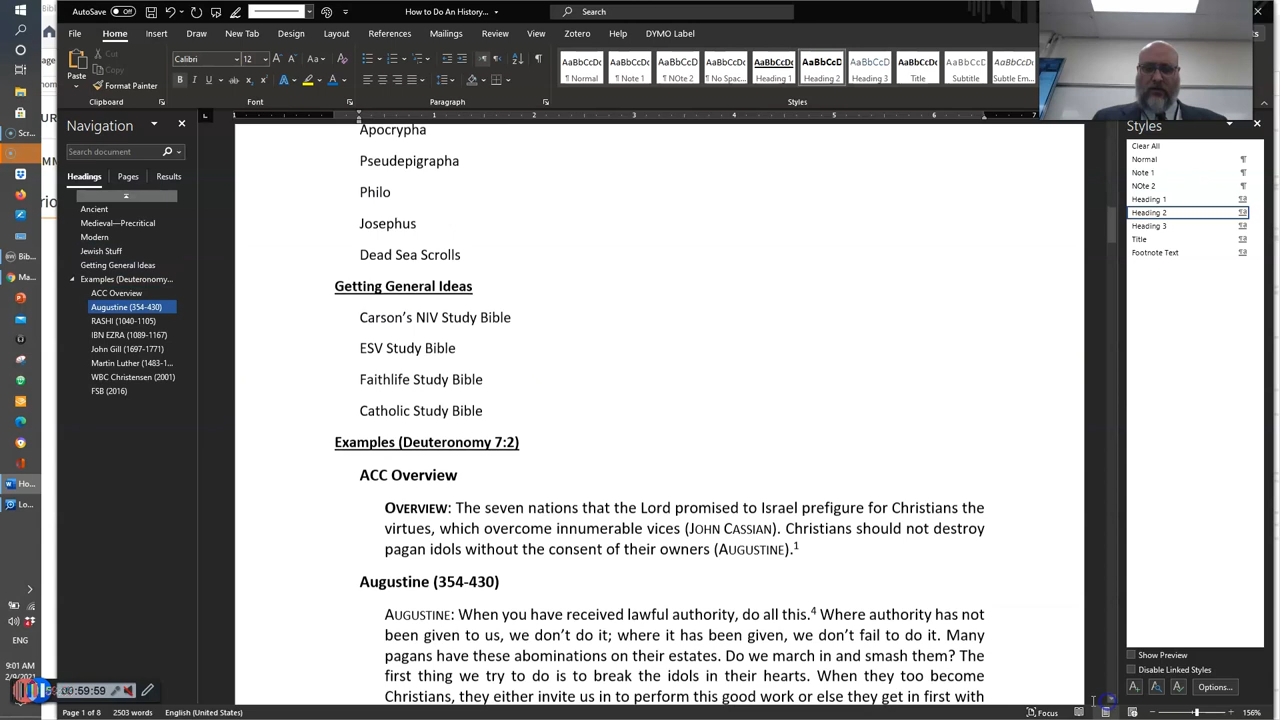 AutoSave Off How to Do An History... Search
File Home Insert Draw New Tab Design Layout References Mailings Review View Zotero Help DYMO Label
Paste Cut Copy Format Painter
Calibri 12
¶ Normal ¶ Note 1 ¶ NOte 2 ¶ No Spac... Heading 1 Heading 2 Heading 3 Title Subtitle Subtle Em...
Clipboard Font Paragraph Styles
Navigation
Search document
Headings Pages Results
Ancient
Medieval—Precritical
Modern
Jewish Stuff
Getting General Ideas
Examples (Deuteronomy...
ACC Overview
Augustine (354-430)
RASHI (1040-1105)
IBN EZRA (1089-1167)
John Gill (1697-1771)
Martin Luther (1483-1...
WBC Christensen (2001)
FSB (2016)
Apocrypha
Pseudepigrapha
Philo
Josephus
Dead Sea Scrolls
Getting General Ideas
Carson's NIV Study Bible
ESV Study Bible
Faithlife Study Bible
Catholic Study Bible
Examples (Deuteronomy 7:2)
ACC Overview
OVERVIEW: The seven nations that the Lord promised to Israel prefigure for Christians the
virtues, which overcome innumerable vices (JOHN CASSIAN). Christians should not destroy
pagan idols without the consent of their owners (AUGUSTINE).1
Augustine (354-430)
AUGUSTINE: When you have received lawful authority, do all this.4 Where authority has not
been given to us, we don't do it; where it has been given, we don't fail to do it. Many
pagans have these abominations on their estates. Do we march in and smash them? The
first thing we try to do is to break the idols in their hearts. When they too become
Christians, they either invite us in to perform this good work or else they get in first with
Styles
Clear All
Normal
Note 1
NOte 2
Heading 1
Heading 2
Heading 3
Title
Footnote Text
Show Preview
Disable Linked Styles
Options...
ENG
9:01 AM
2/4/2021
Page 1 of 8 2503 words English (United States) Focus 156%